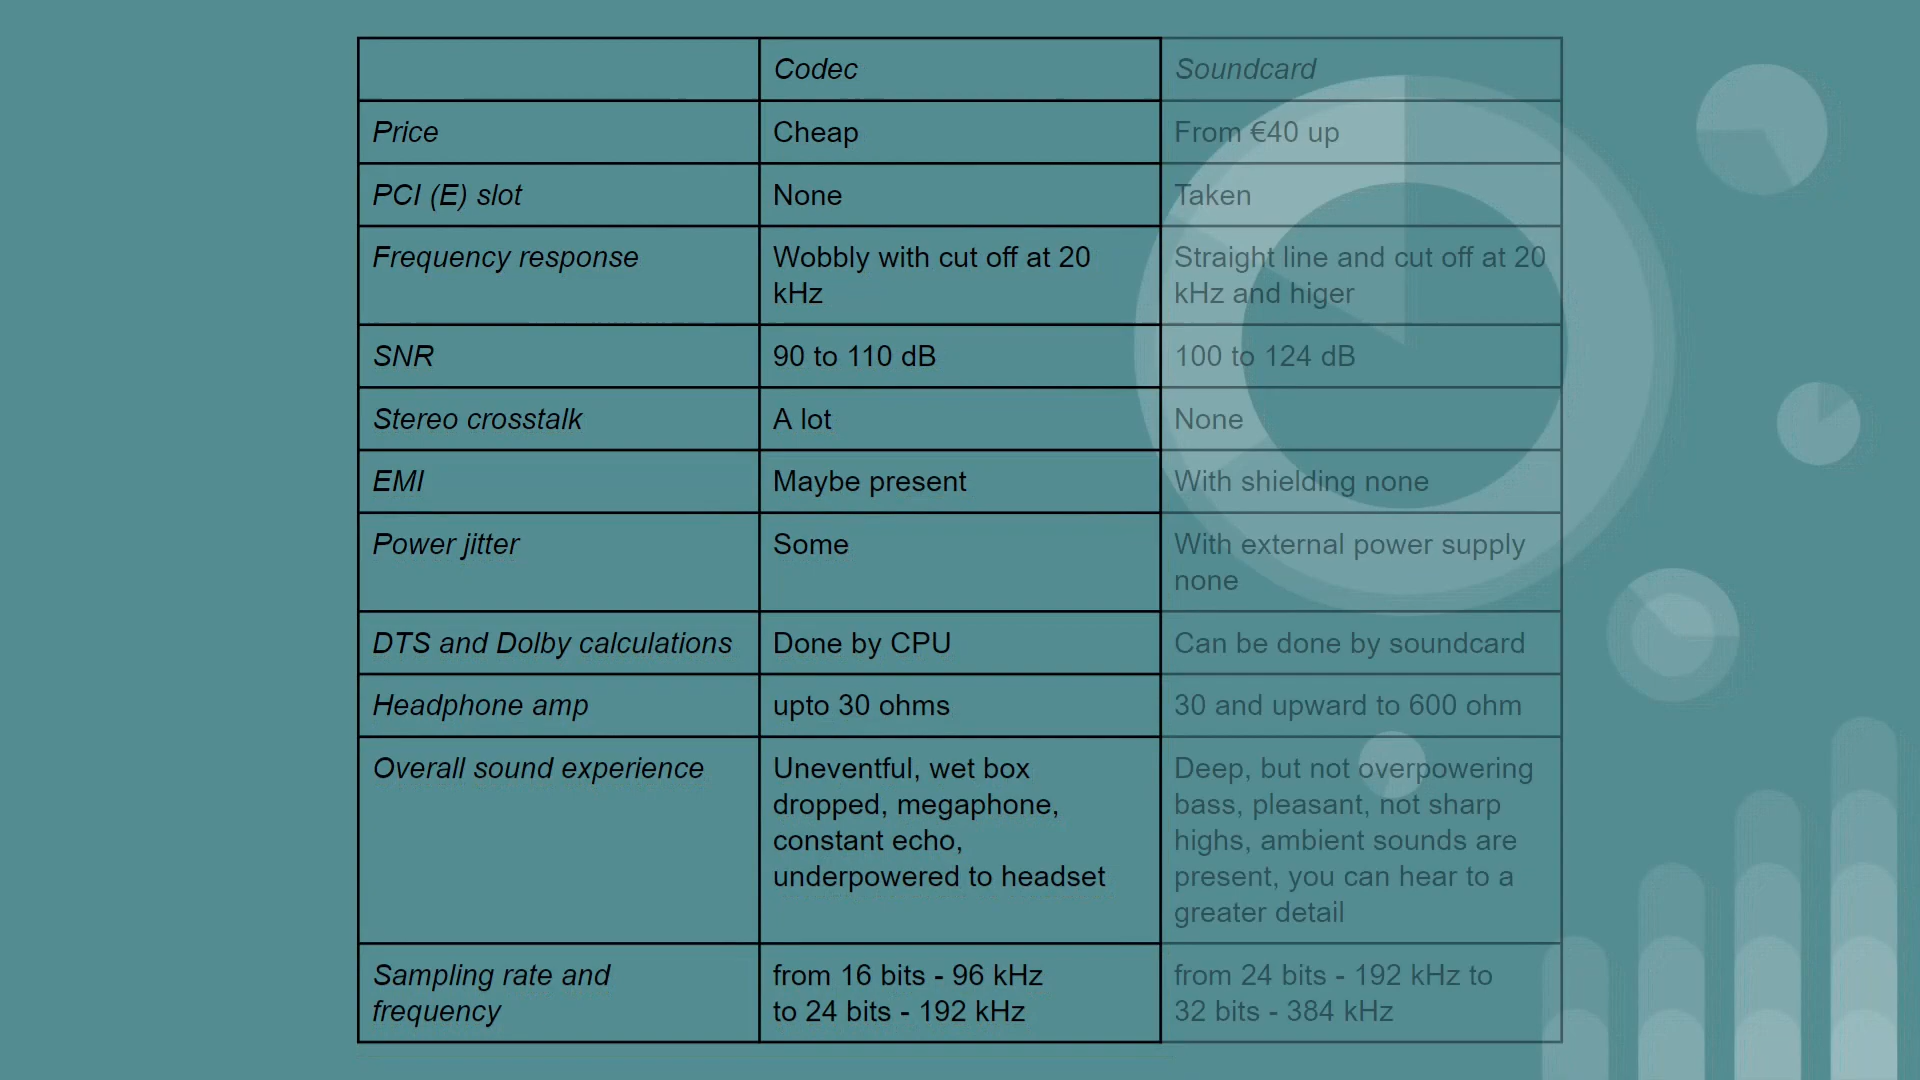 Codec Soundcard
Price Cheap From €40 up
PCI (E) slot None Taken
Frequency response Wobbly with cut off at 20 Straight line and cut off at 20
kHz kHz and higer
SNR 90 to 110 dB 100 to 124 dB
Stereo crosstalk A lot None
EMI Maybe present With shielding none
Power jitter Some With external power supply
none
DTS and Dolby calculations Done by CPU Can be done by soundcard
Headphone amp upto 30 ohms 30 and upward to 600 ohm
Overall sound experience Uneventful, wet box Deep, but not overpowering
dropped, megaphone, bass, pleasant, not sharp
constant echo, highs, ambient sounds are
underpowered to headset present, you can hear to a
greater detail
Sampling rate and from 16 bits - 96 kHz from 24 bits - 192 kHz to
frequency to 24 bits - 192 kHz 32 bits - 384 kHz